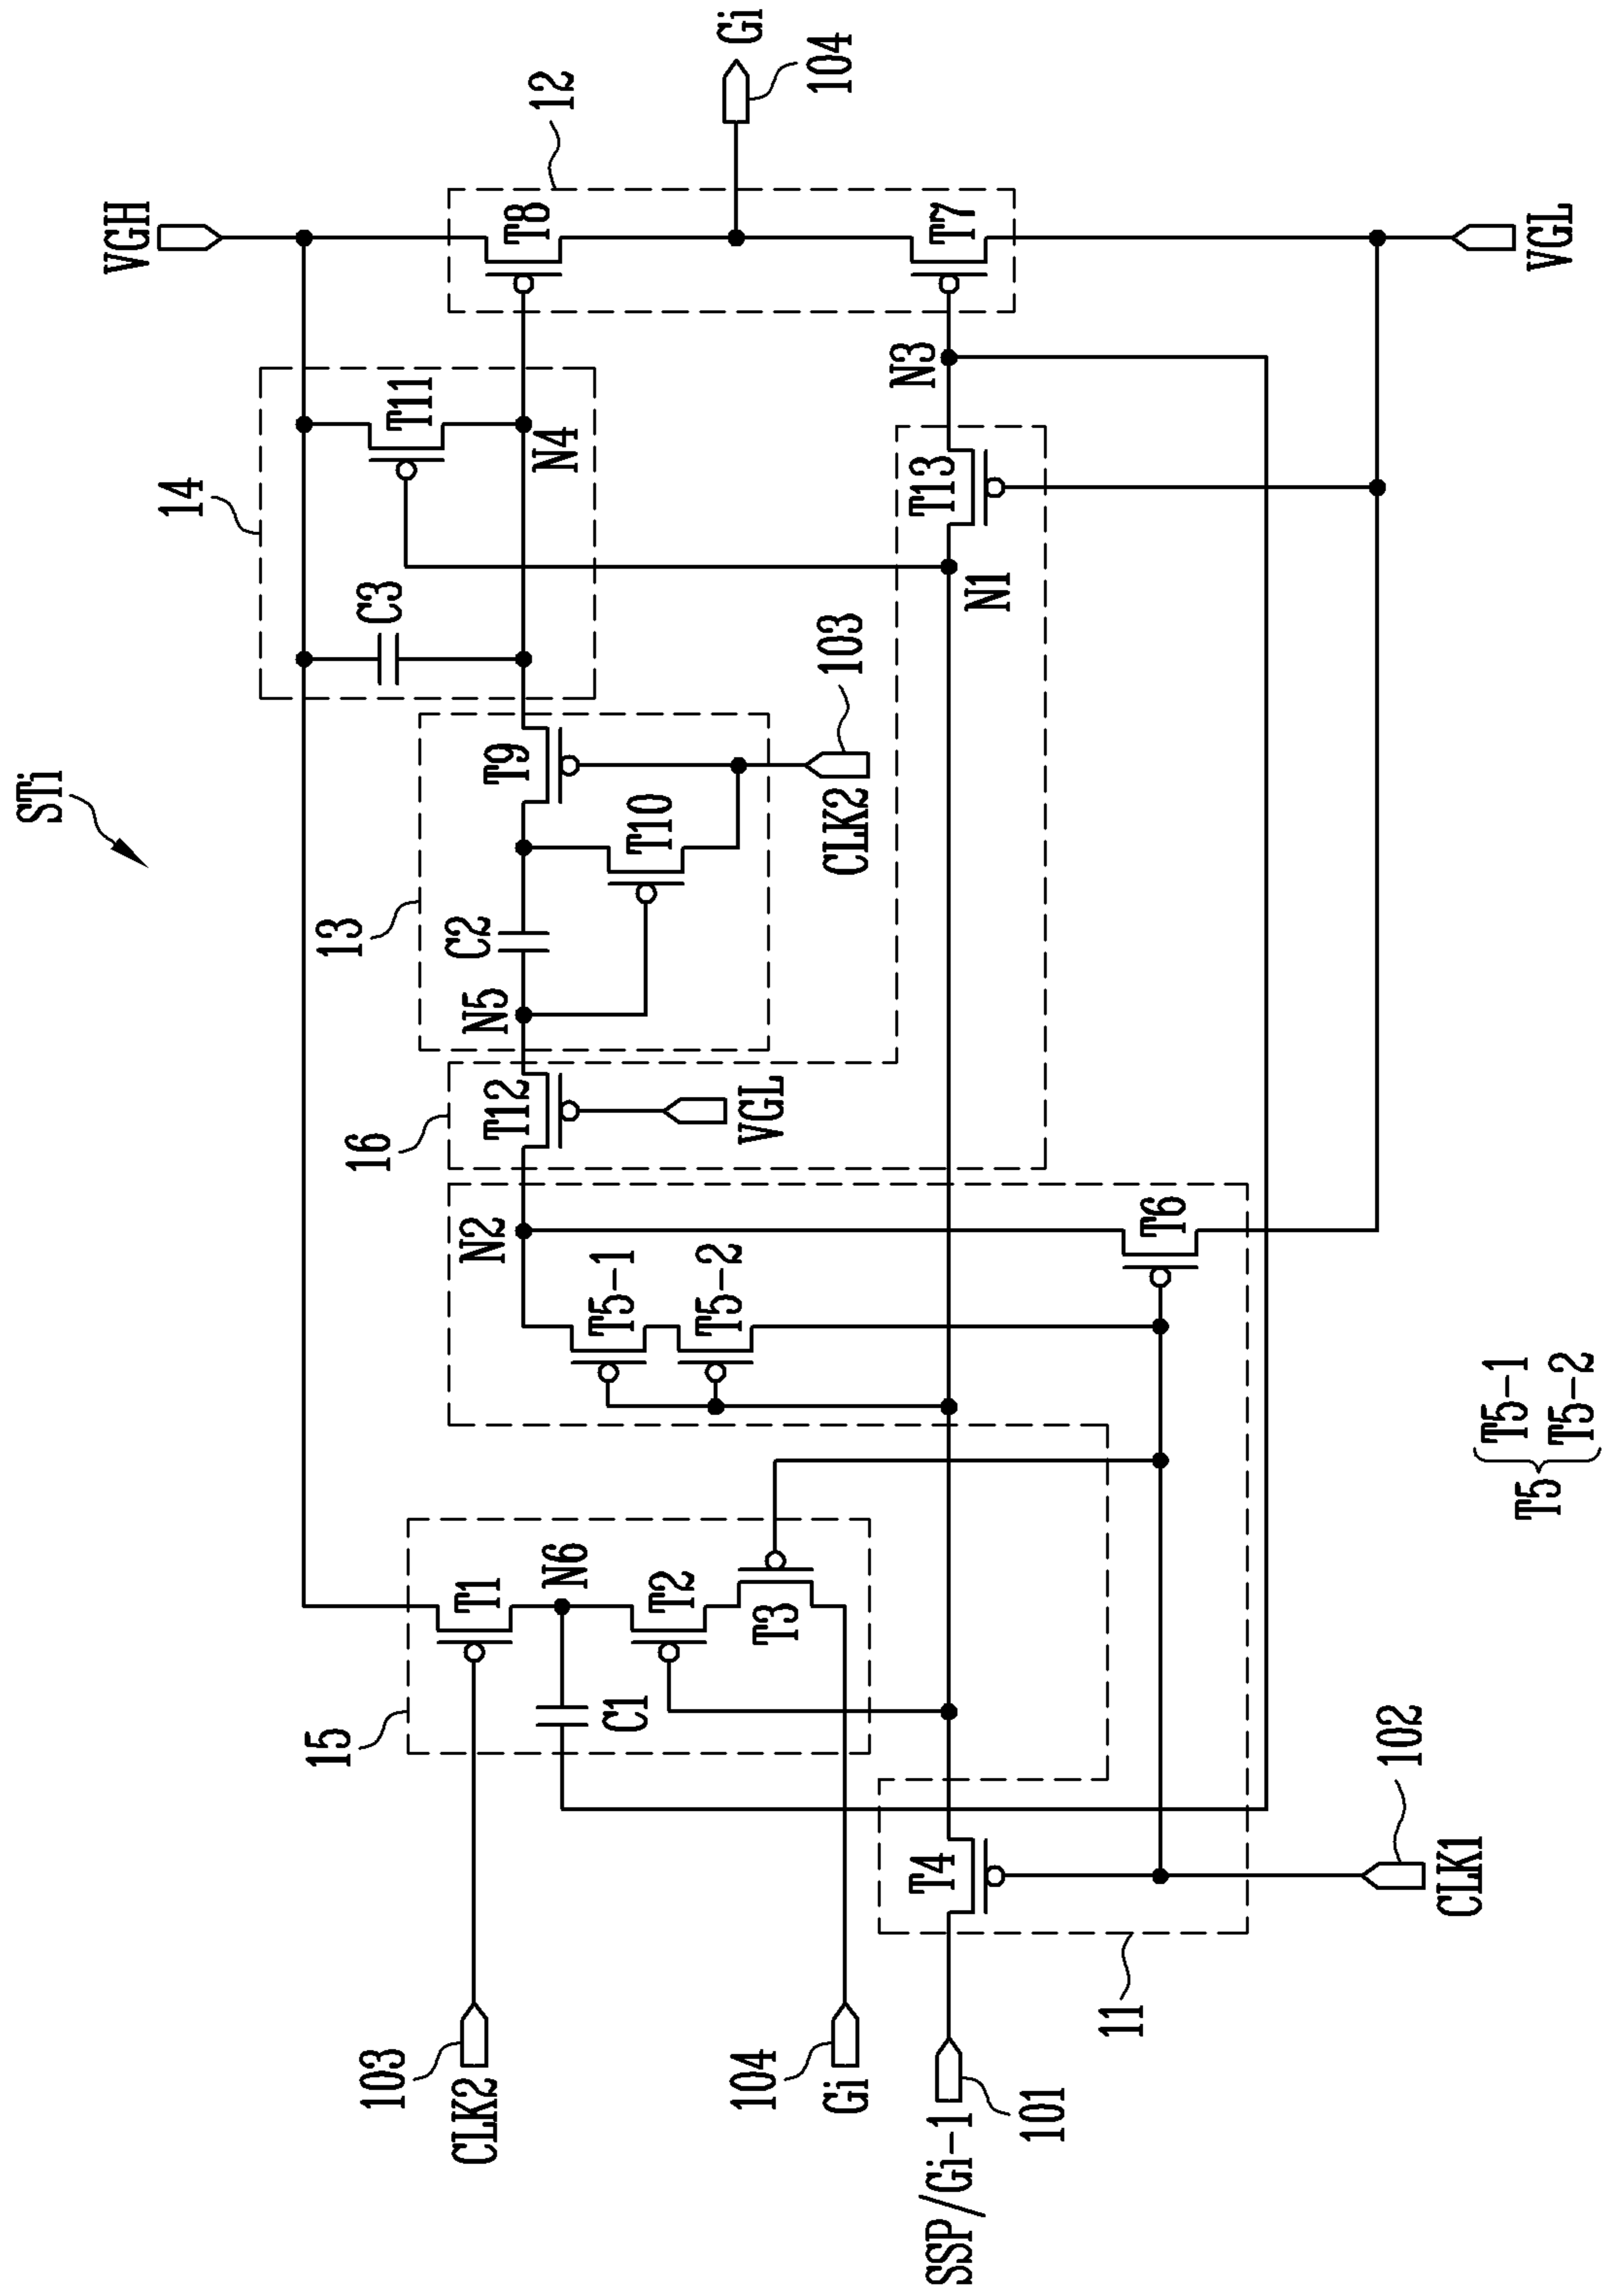 STi
VGH
14
C3
T11
N4
12
T8
Gi
104
T7
VGL
N3
T13
N1
13
C2
N5
T9
T10
103
CLK2
16
T12
VGL
N2
T5-1
T5-2
T6
15
T1
N6
T2
T3
C1
T4
103
CLK2
104
Gi
SSP/Gi-1
101
11
102
CLK1
T5 { T5-1
T5-2